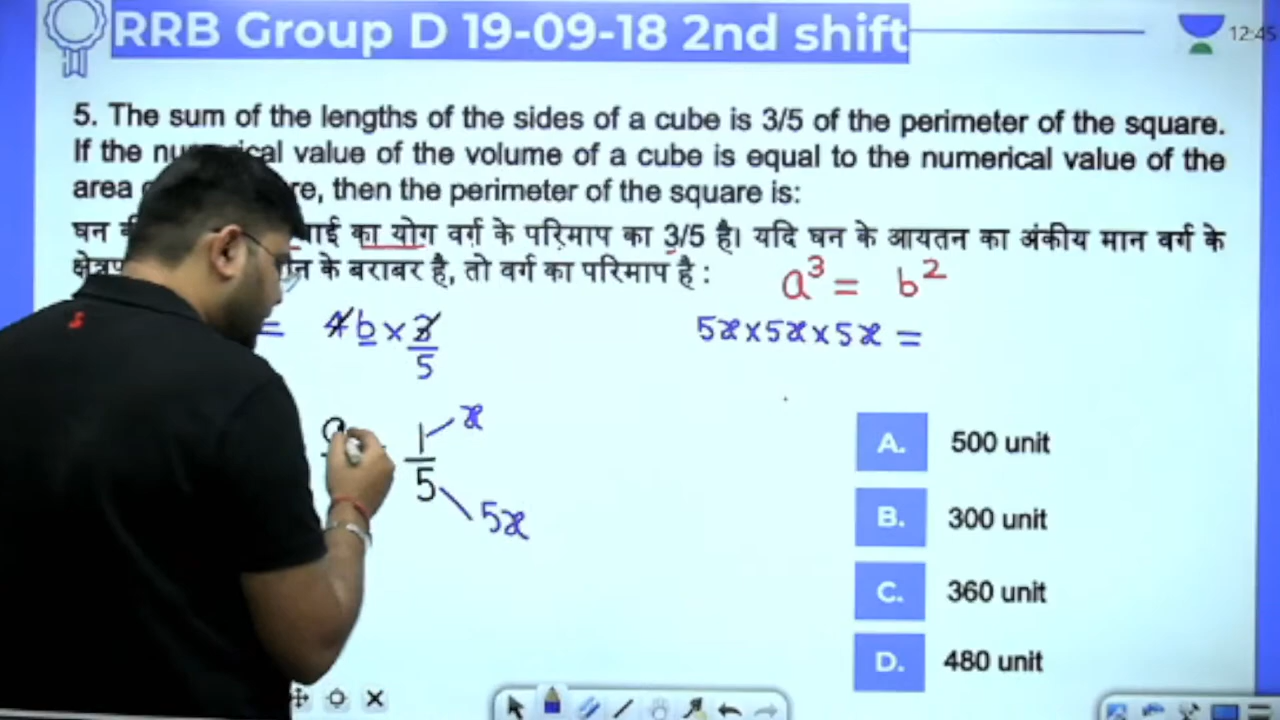 RRB Group D 19-09-18 2nd shift
12:45
5. The sum of the lengths of the sides of a cube is 3/5 of the perimeter of the square.
If the value of the volume of a cube is equal to the numerical value of the
area then the perimeter of the square is:
घन का योग वर्ग के परिमाप का 3/5 है। यदि घन के आयतन का अंकीय मान वर्ग के
के बराबर है, तो वर्ग का परिमाप है :
a³ = b²
= 4b × 3/5
5x×5x×5x =
1/5
x
5x
A. 500 unit
B. 300 unit
C. 360 unit
D. 480 unit